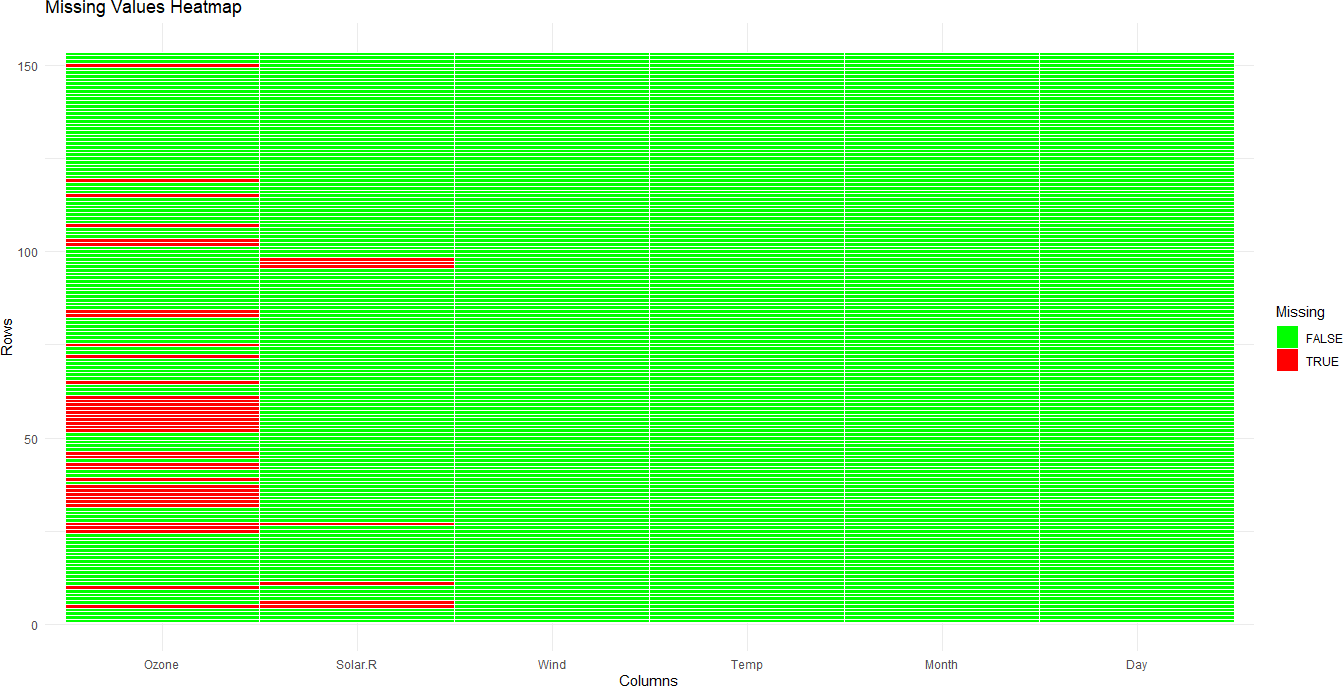 Missing Values Heatmap
150
100
50
0
Rows
Ozone Solar.R Wind Temp Month Day
Columns
Missing
FALSE
TRUE